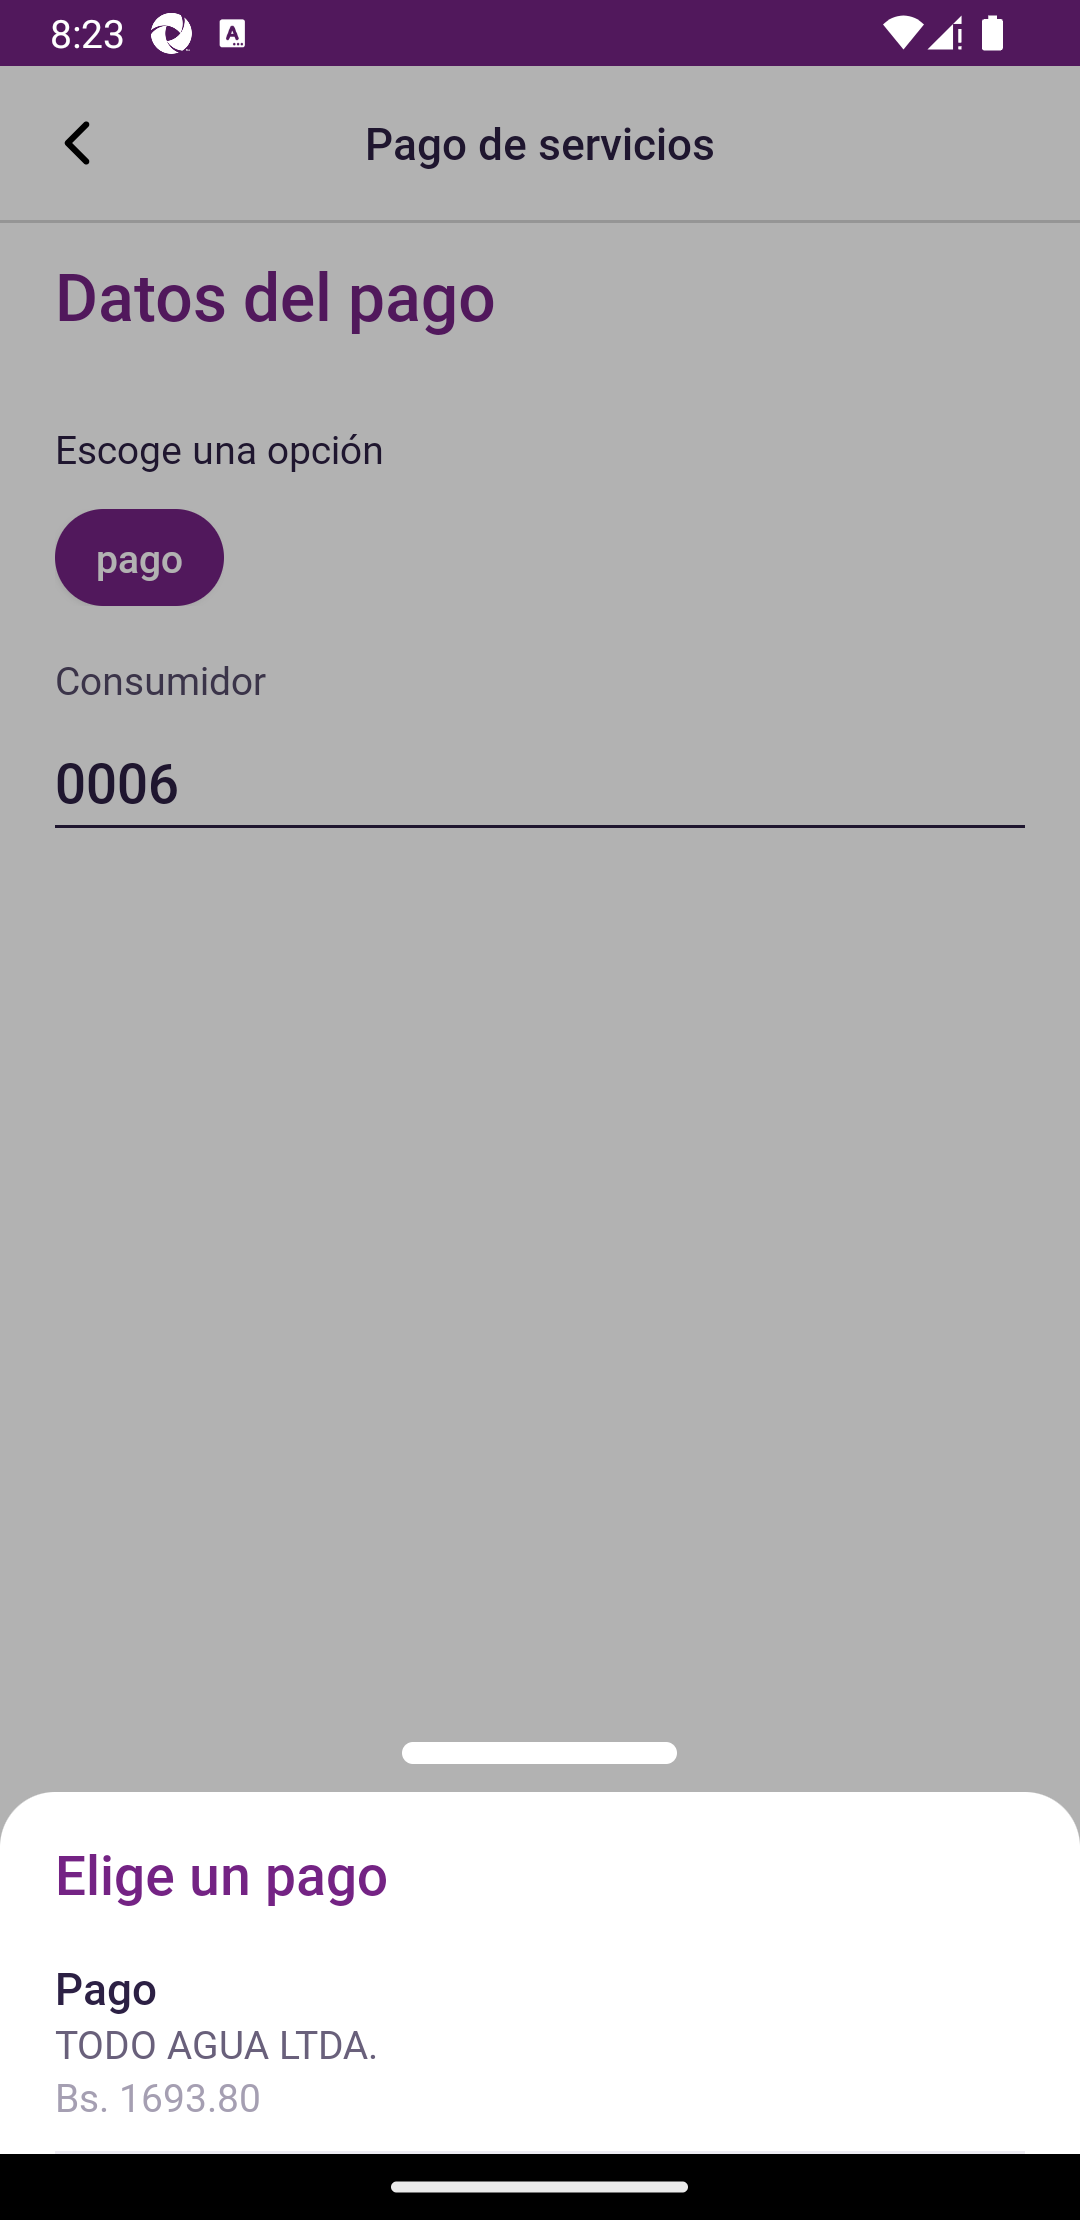 8:23
Pago de servicios
Datos del pago
Escoge una opción
pago
Consumidor
0006
Elige un pago
Pago
TODO AGUA LTDA.
Bs. 1693.80